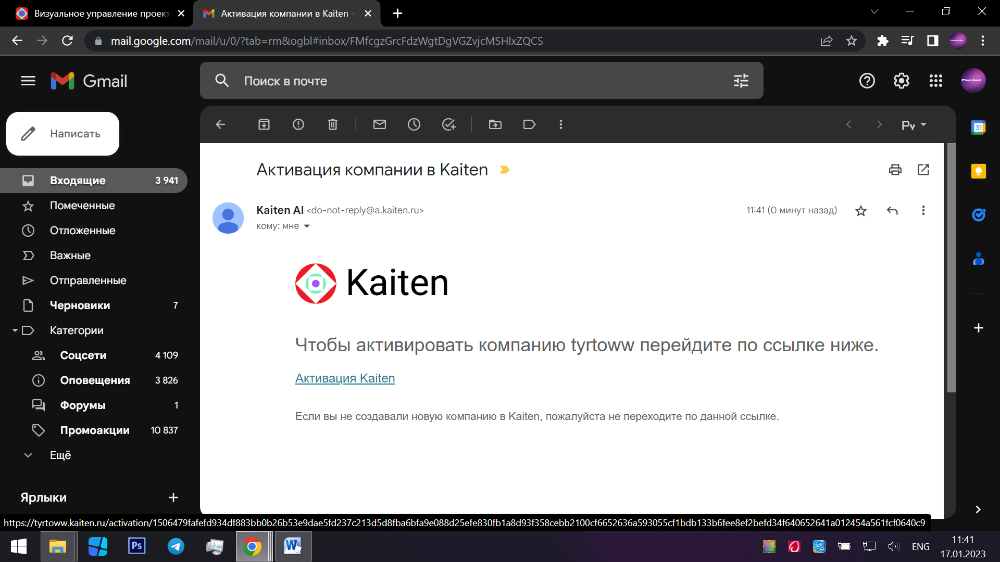 Визуальное управление проект
Активация компании в Kaiten -
mail.google.com/mail/u/0/?tab=rm&ogbl#inbox/FMfcgzGrcFdzWgtDgVGZvjcMSHlxZQCS
Gmail
Поиск в почте
Написать
Ру
31
Входящие 3 941
Помеченные
Отложенные
Важные
Отправленные
Черновики 7
Категории
Соцсети 4 109
Оповещения 3 826
Форумы 1
Промоакции 10 837
Ещё
Ярлыки
Активация компании в Kaiten
Kaiten AI <do-not-reply@a.kaiten.ru>
11:41 (0 минут назад)
кому: мне
Kaiten
Чтобы активировать компанию tyrtoww перейдите по ссылке ниже.
Активация Kaiten
Если вы не создавали новую компанию в Kaiten, пожалуйста не переходите по данной ссылке.
https://tyrtoww.kaiten.ru/activation/1506479fafefd934df883bb0b26b53e9dae5fd237c213d5d8fba6bfa9e088d25efe830fb1a8d93f358cebb2100cf6652636a593055cf1bdb133b6fee8ef2befd34f640652641a012454a561fcf0640c9
Ps
W
ENG
11:41
17.01.2023